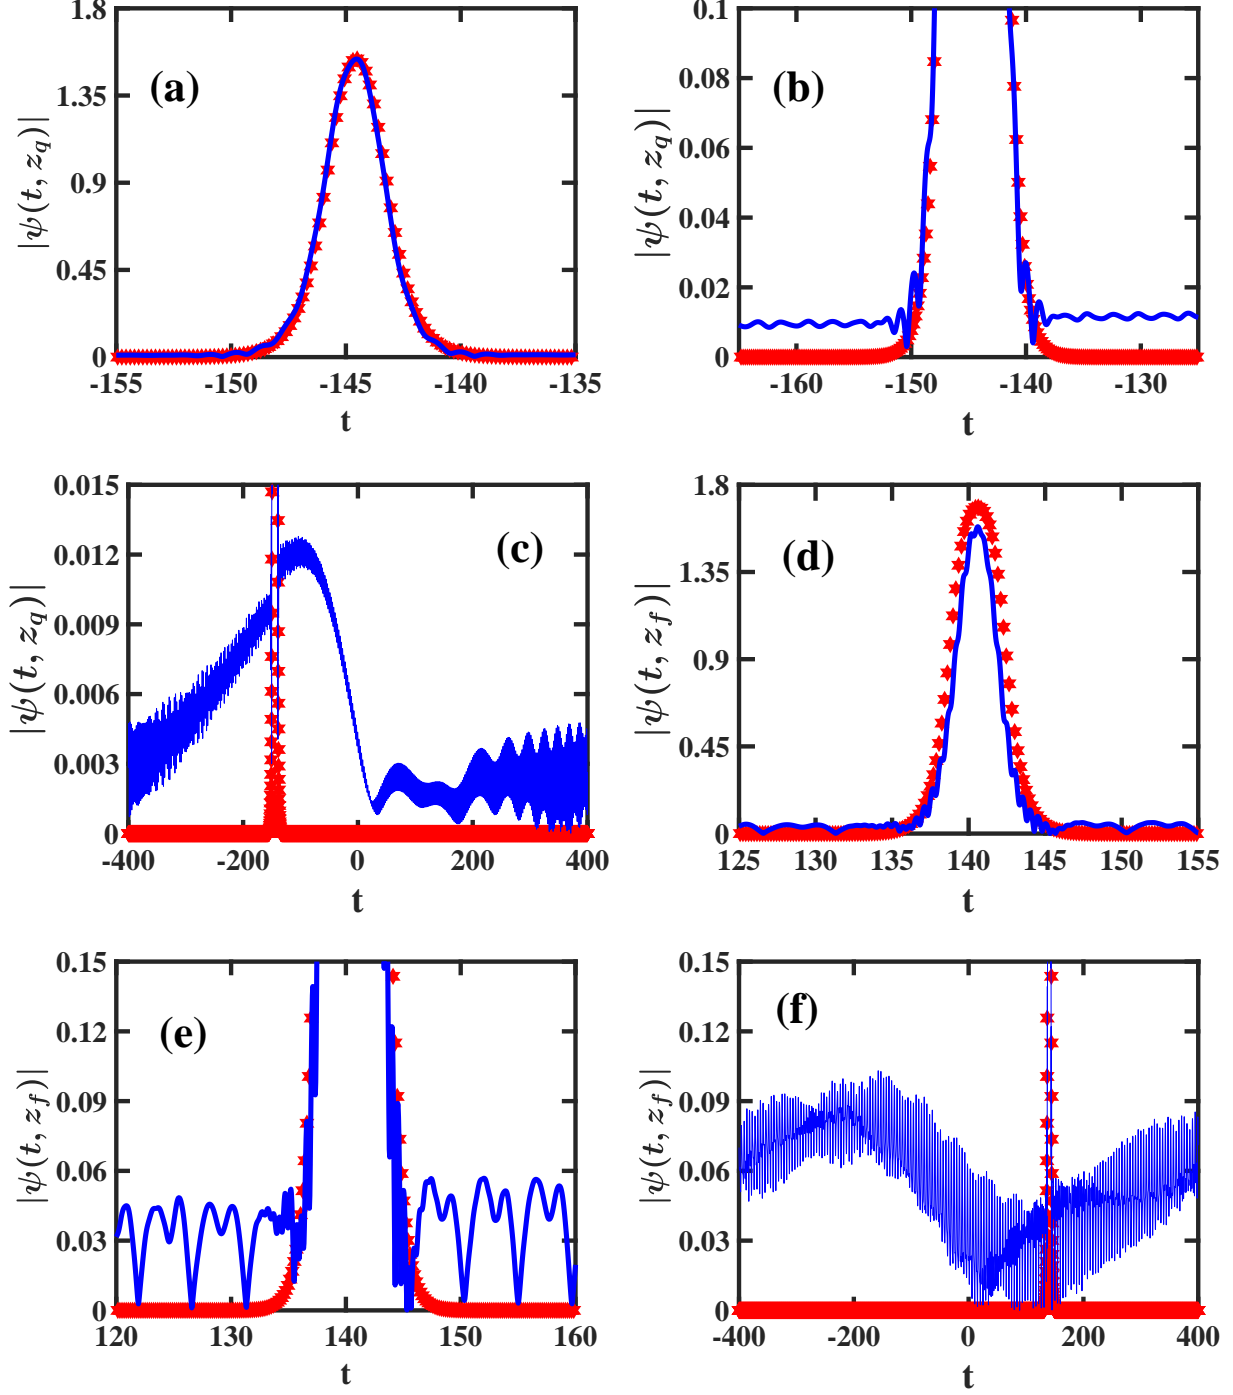 1.8
1.35
0.9
0.45
0
(a)
|ψ(t, z_q)|
-155 -150 -145 -140 -135
t
0.1
0.08
0.06
0.04
0.02
0
(b)
|ψ(t, z_q)|
-160 -150 -140 -130
t
0.015
0.012
0.009
0.006
0.003
0
(c)
|ψ(t, z_q)|
-400 -200 0 200 400
t
1.8
1.35
0.9
0.45
0
(d)
|ψ(t, z_f)|
125 130 135 140 145 150 155
t
0.15
0.12
0.09
0.06
0.03
0
(e)
|ψ(t, z_f)|
120 130 140 150 160
t
0.15
0.12
0.09
0.06
0.03
0
(f)
|ψ(t, z_f)|
-400 -200 0 200 400
t